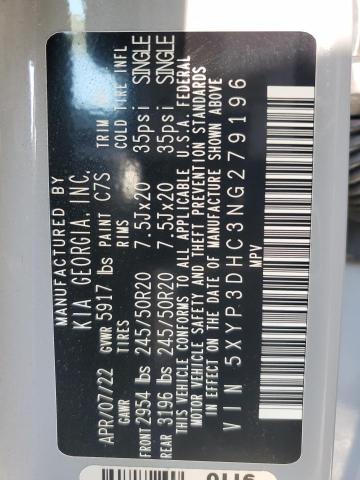 MANUFACTURED BY
KIA GEORGIA, INC.
APR/07/22 GVWR 5917 lbs PAINT C7S TRIM
GAWR TIRES RIMS COLD TIRE INFL
FRONT 2954 lbs 245/50R20 7.5Jx20 35psi SINGLE
REAR 3196 lbs 245/50R20 7.5Jx20 35psi SINGLE
THIS VEHICLE CONFORMS TO ALL APPLICABLE U.S.A. FEDERAL
MOTOR VEHICLE SAFETY AND THEFT PREVENTION STANDARDS
IN EFFECT ON THE DATE OF MANUFACTURE SHOWN ABOVE
VIN 5XYP3DHC3NG279196
MPV